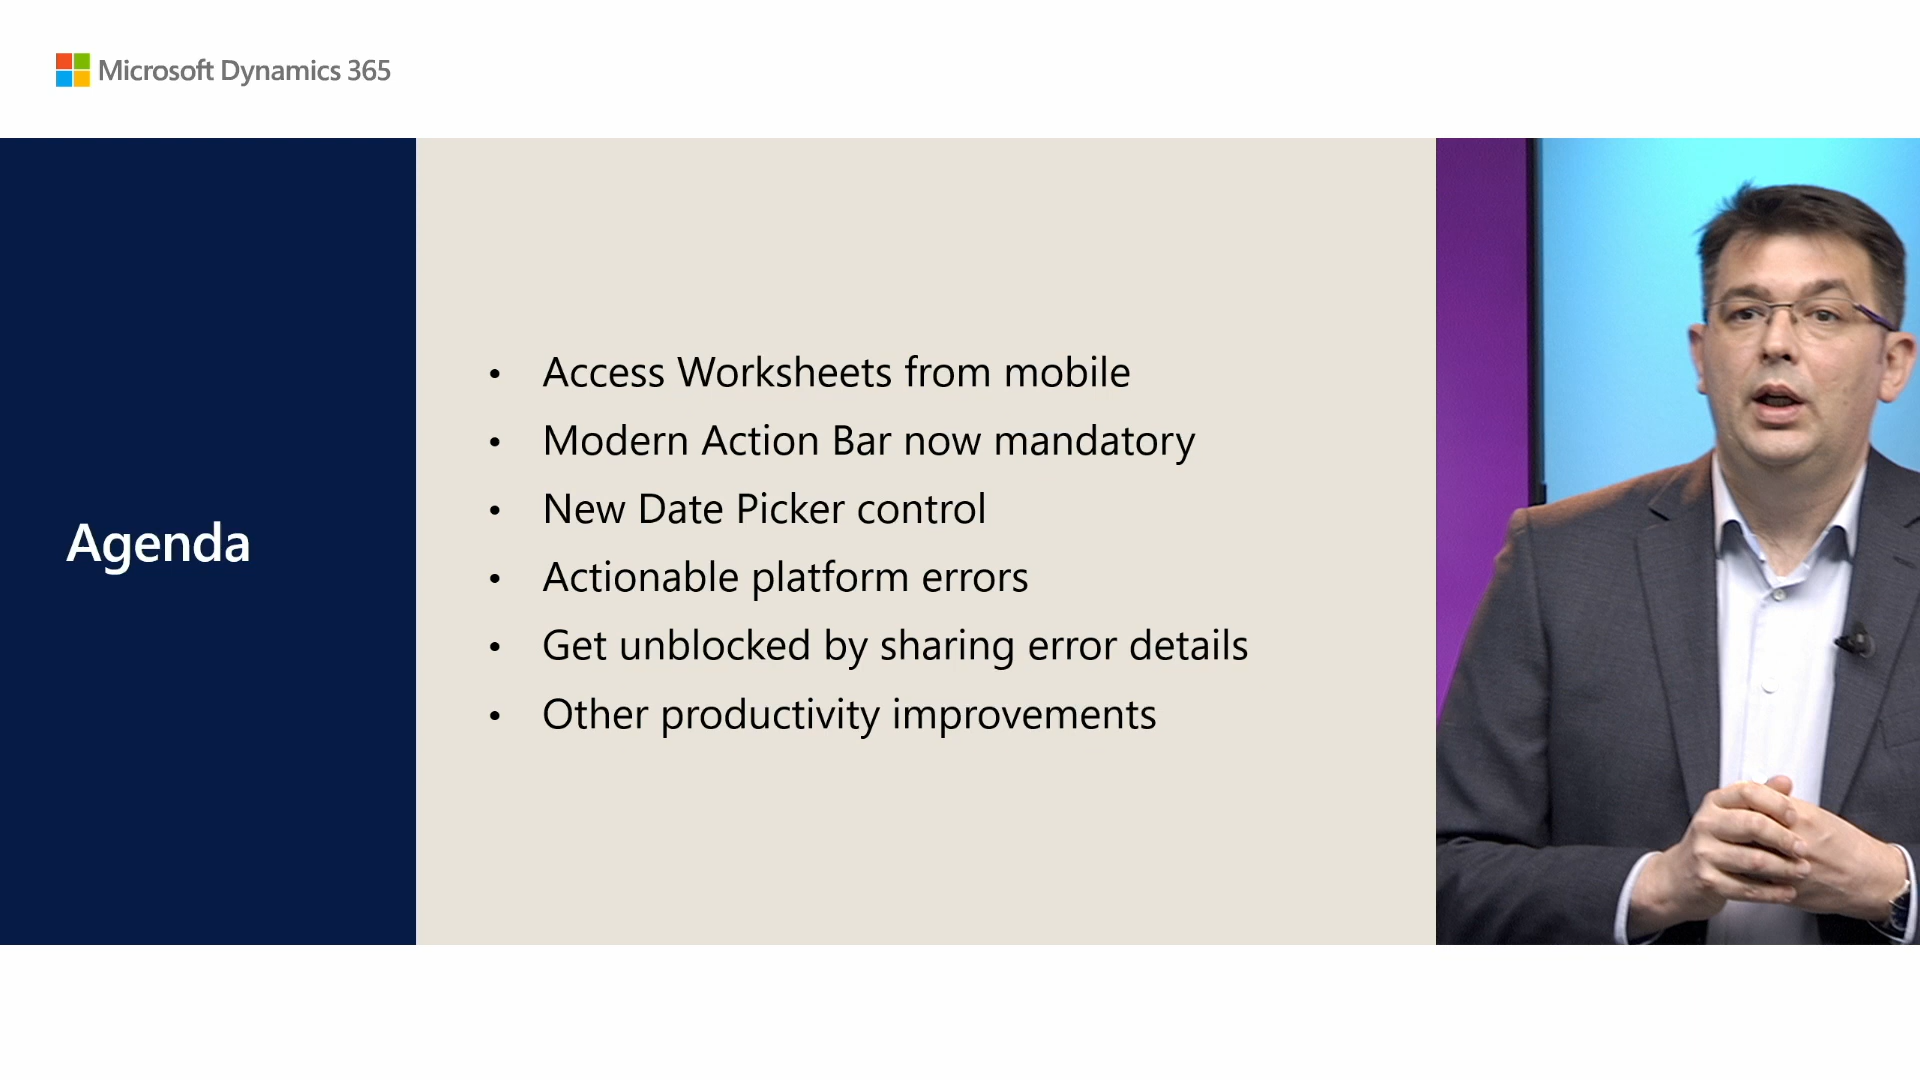 Microsoft Dynamics 365
Agenda
• Access Worksheets from mobile
• Modern Action Bar now mandatory
• New Date Picker control
• Actionable platform errors
• Get unblocked by sharing error details
• Other productivity improvements